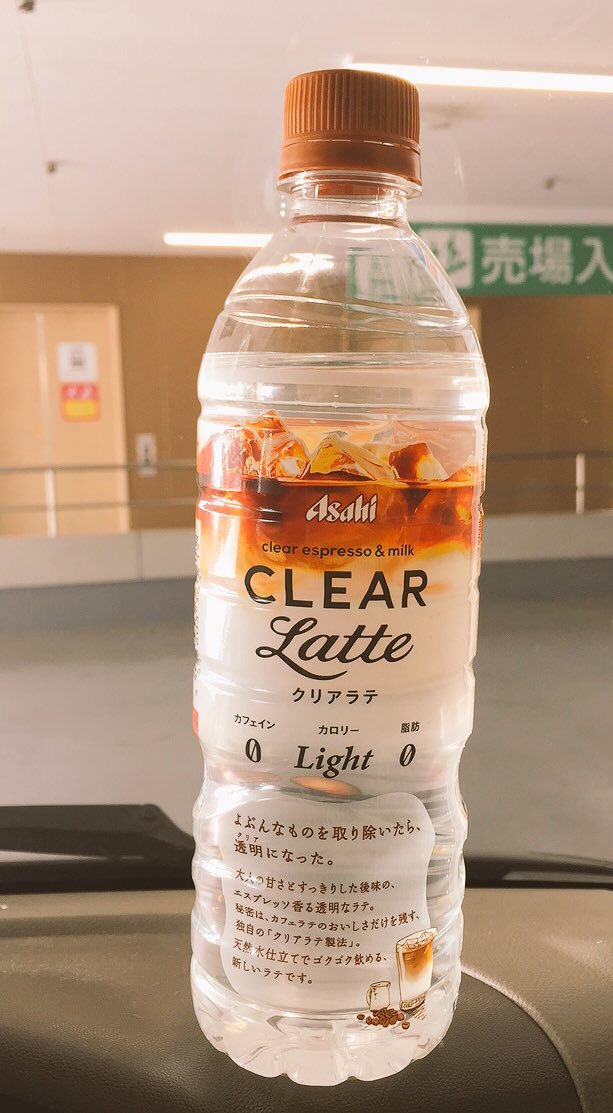 売場入
Asahi
clear espresso & milk
CLEAR
Latte
クリアラテ
カフェイン 0
カロリー Light
脂肪 0
よぶんなものを取り除いたら、
クリア
透明になった。
大人の甘さとすっきりした後味の、
エスプレッソ香る透明なラテ。
秘密は、カフェラテのおいしさだけを残す、
独自の「クリアラテ製法」。
天然水仕立てでゴクゴク飲める、
新しいラテです。